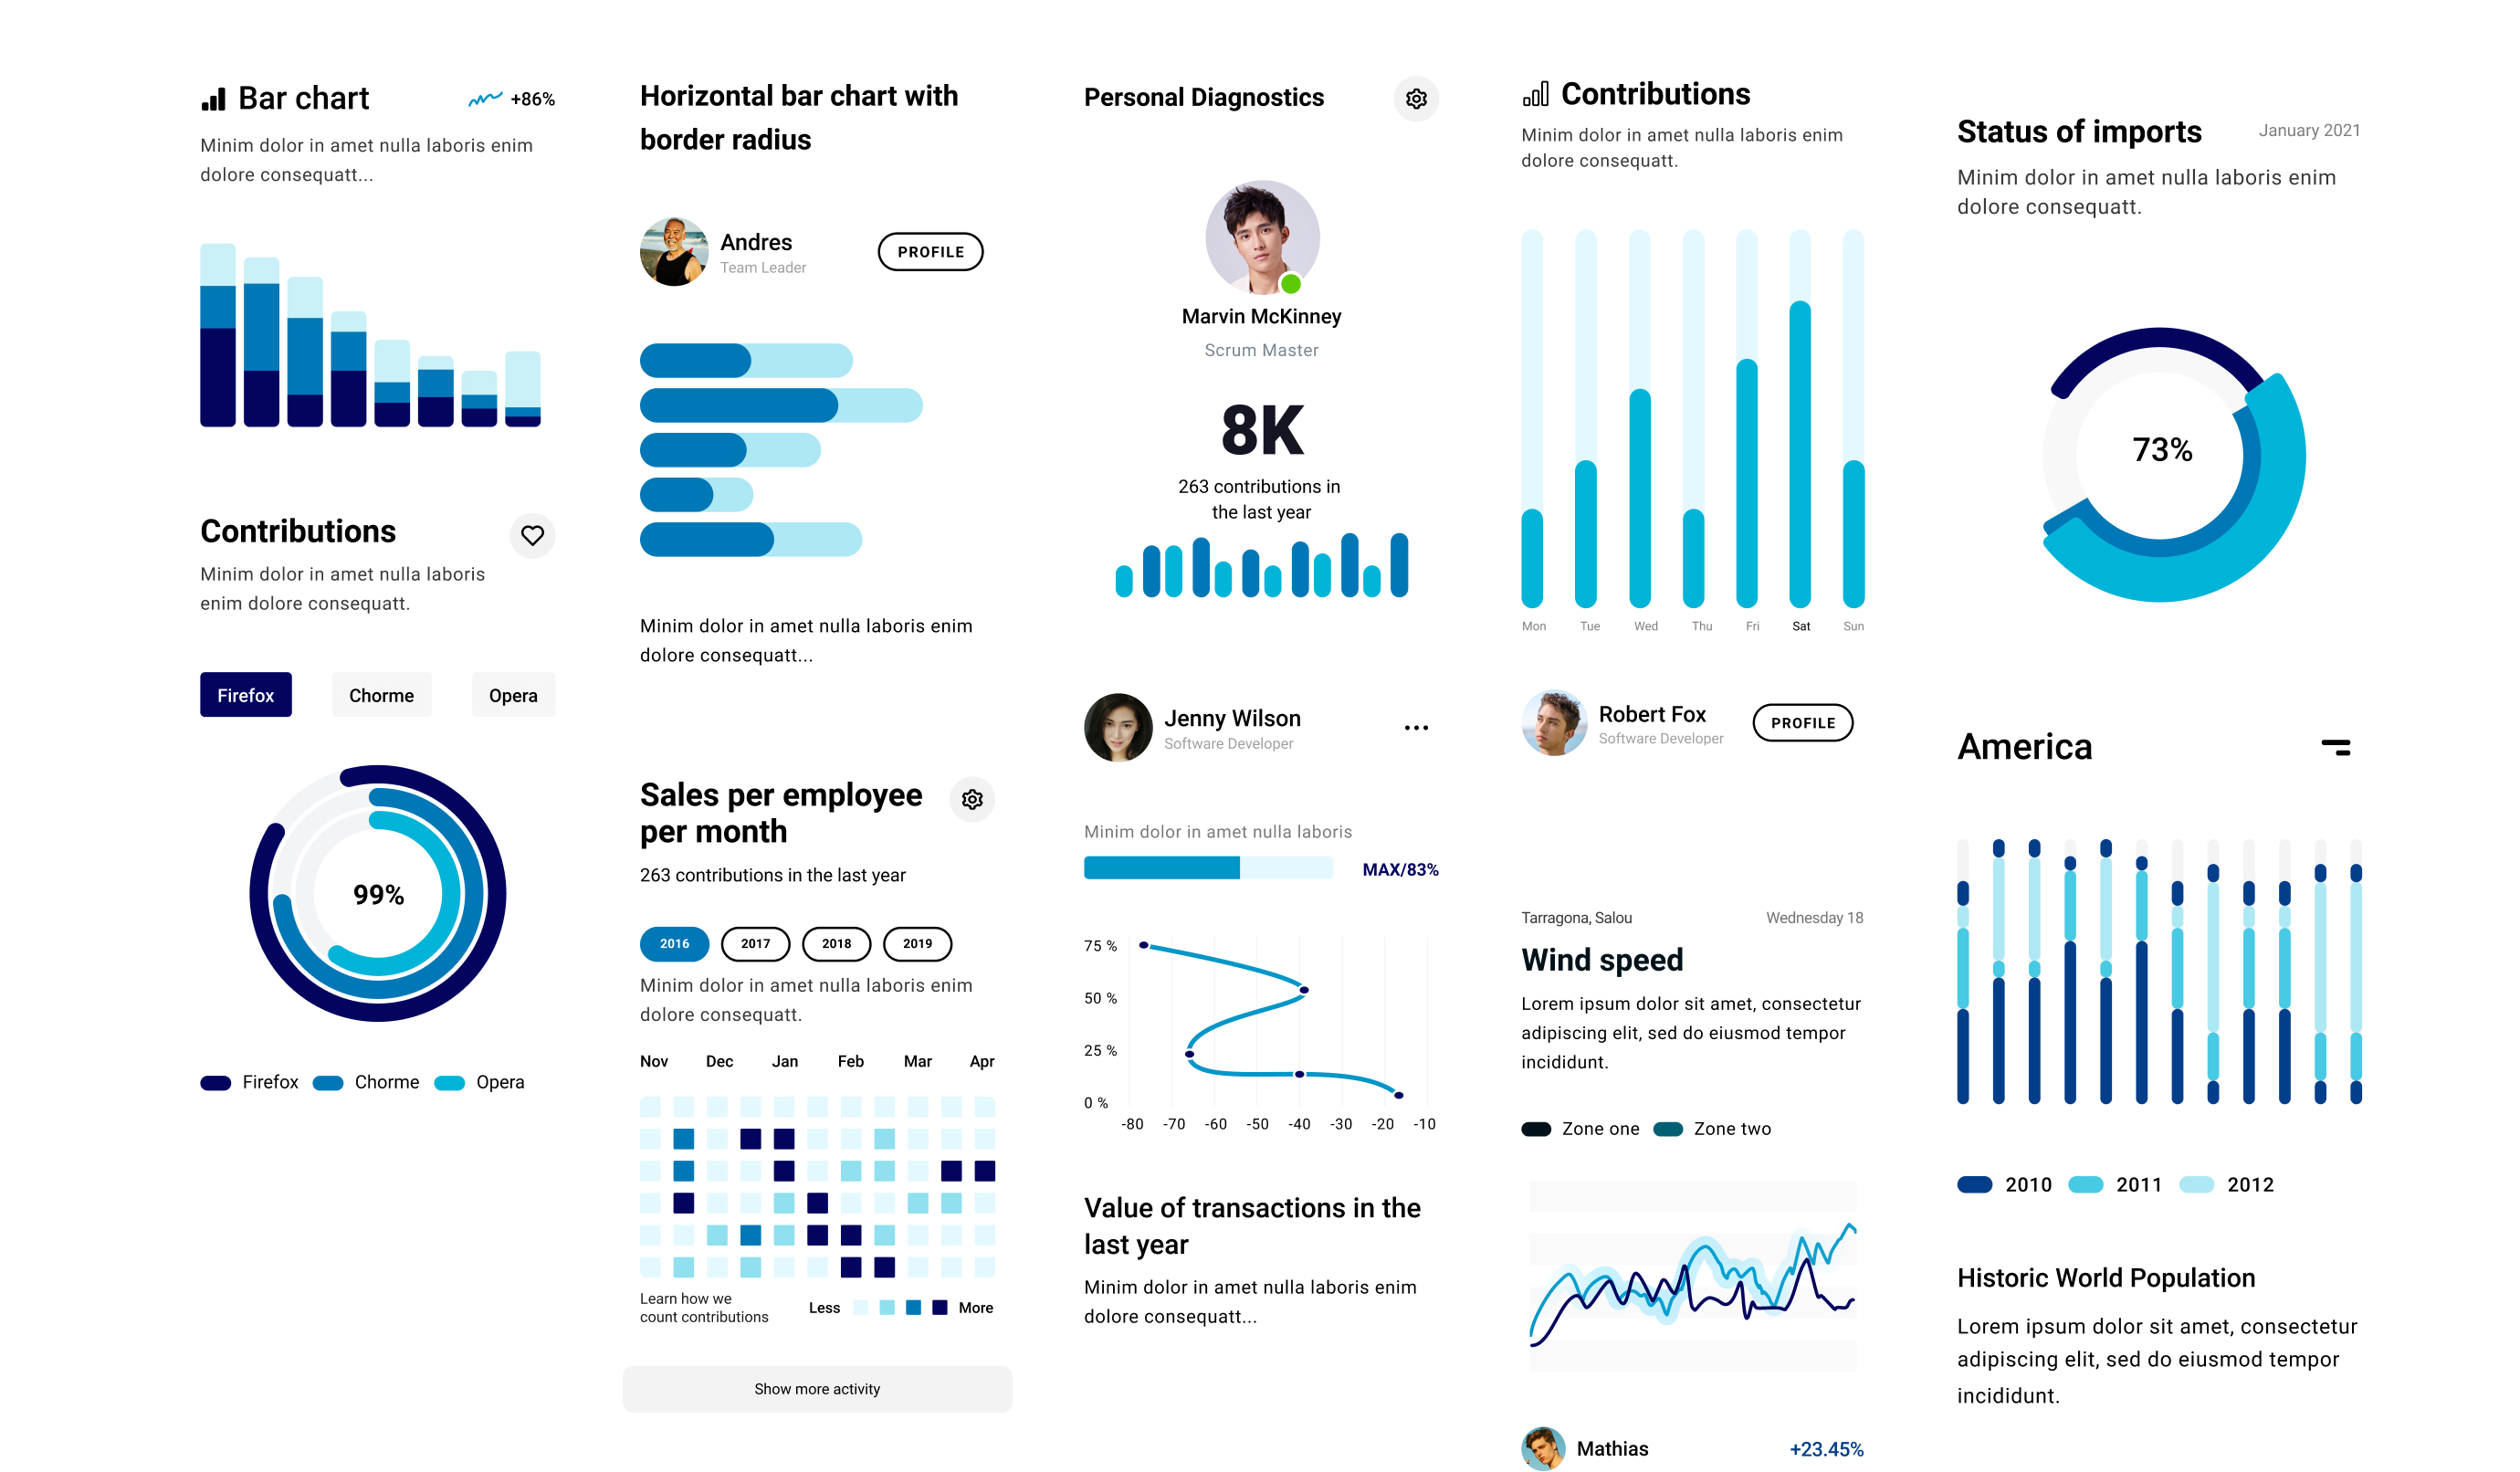 Bar chart
+86%
Minim dolor in amet nulla laboris enim
dolore consequatt...
Contributions
Minim dolor in amet nulla laboris
enim dolore consequatt.
Firefox
Chorme
Opera
99%
Firefox
Chorme
Opera
Horizontal bar chart with
border radius
Andres
Team Leader
PROFILE
Minim dolor in amet nulla laboris enim
dolore consequatt...
Sales per employee
per month
263 contributions in the last year
2016
2017
2018
2019
Minim dolor in amet nulla laboris enim
dolore consequatt.
Nov Dec Jan Feb Mar Apr
Learn how we
count contributions
Less
More
Show more activity
Personal Diagnostics
Marvin McKinney
Scrum Master
8K
263 contributions in
the last year
Jenny Wilson
Software Developer
Minim dolor in amet nulla laboris
MAX/83%
75 %
50 %
25 %
0 %
-80 -70 -60 -50 -40 -30 -20 -10
Value of transactions in the
last year
Minim dolor in amet nulla laboris enim
dolore consequatt...
Contributions
Minim dolor in amet nulla laboris enim
dolore consequatt.
Mon Tue Wed Thu Fri Sat Sun
Robert Fox
Software Developer
PROFILE
Tarragona, Salou
Wednesday 18
Wind speed
Lorem ipsum dolor sit amet, consectetur
adipiscing elit, sed do eiusmod tempor
incididunt.
Zone one
Zone two
Mathias
+23.45%
Status of imports
January 2021
Minim dolor in amet nulla laboris enim
dolore consequatt.
73%
America
2010
2011
2012
Historic World Population
Lorem ipsum dolor sit amet, consectetur
adipiscing elit, sed do eiusmod tempor
incididunt.